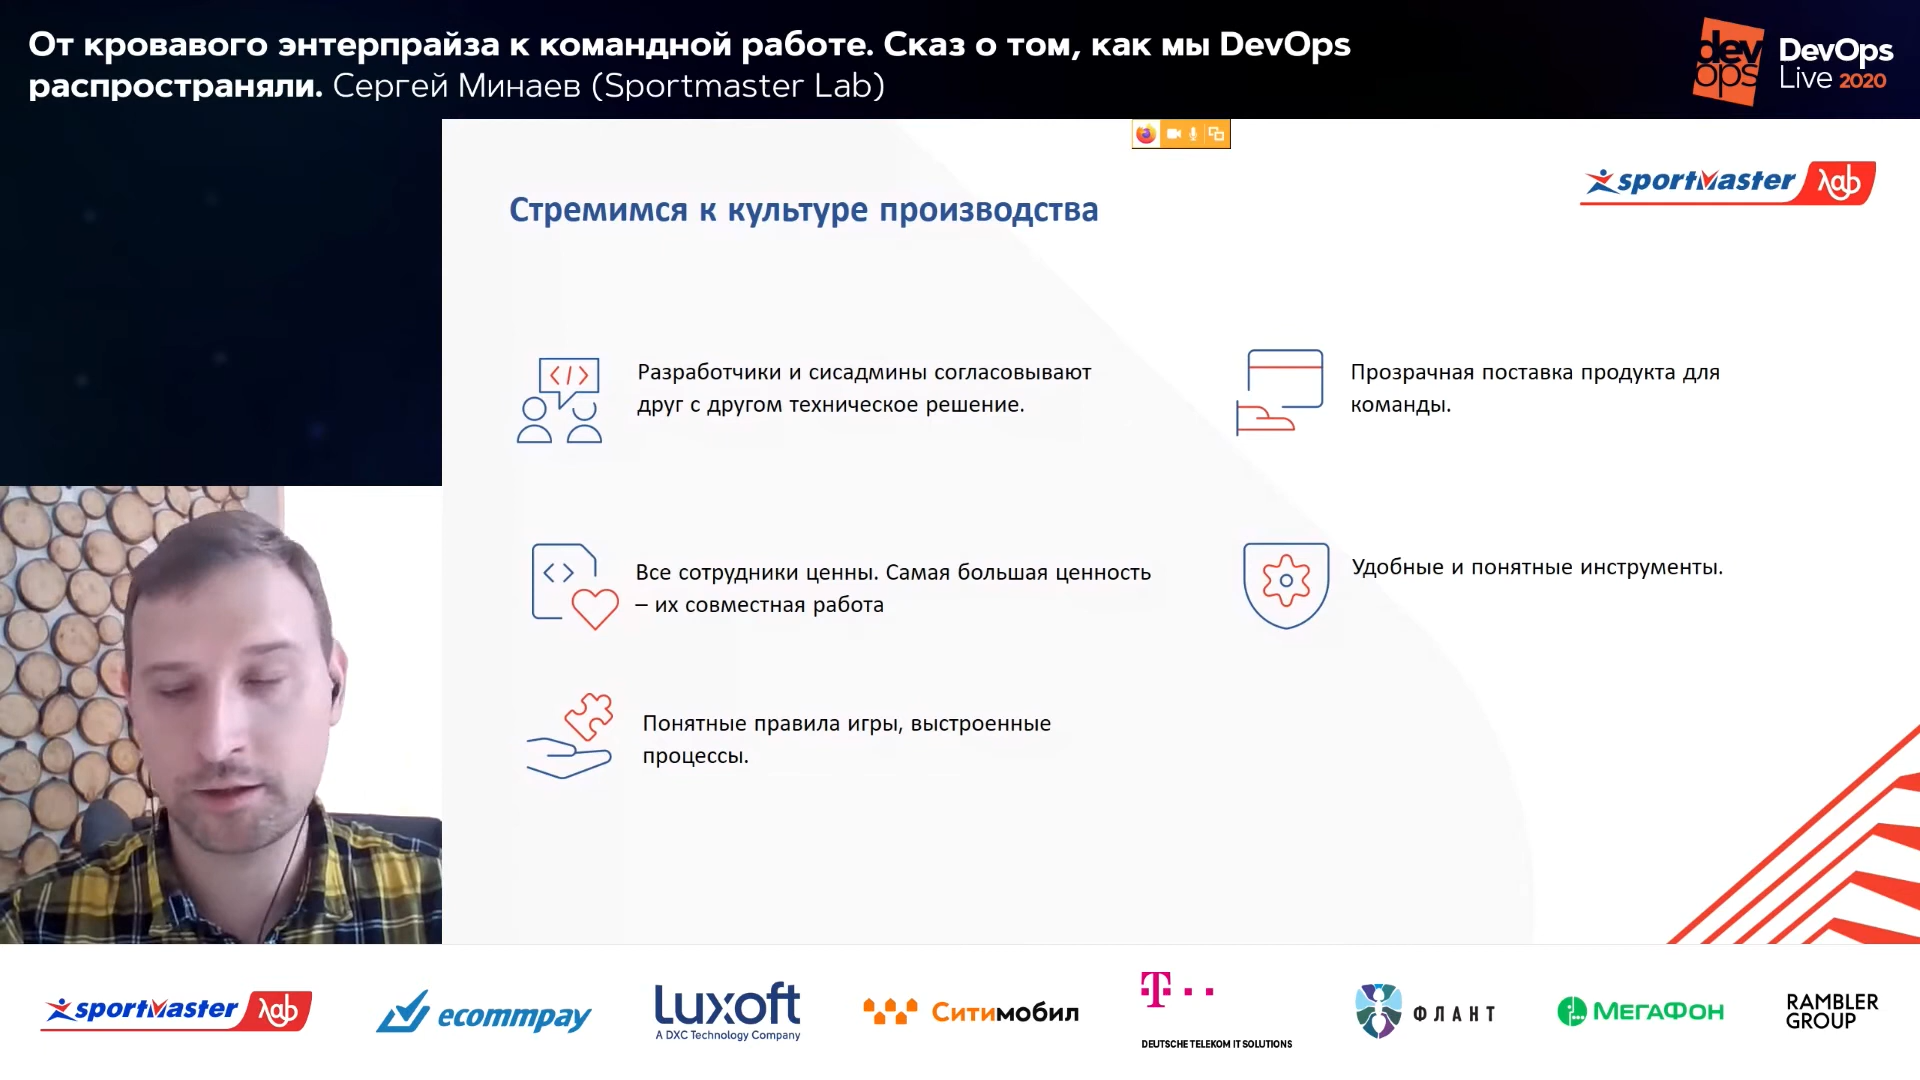 От кровавого энтерпрайза к командной работе. Сказ о том, как мы DevOps
распространяли. Сергей Минаев (Sportmaster Lab)
dev
ops
DevOps
Live 2020
sportmaster lab
Стремимся к культуре производства
Разработчики и сисадмины согласовывают
друг с другом техническое решение.
Прозрачная поставка продукта для
команды.
Все сотрудники ценны. Самая большая ценность
– их совместная работа
Удобные и понятные инструменты.
Понятные правила игры, выстроенные
процессы.
sportmaster lab
ecommpay
luxoft
A DXC Technology Company
Ситимобил
T
DEUTSCHE TELEKOM IT SOLUTIONS
ФЛАНТ
МЕГАФОН
RAMBLER
GROUP